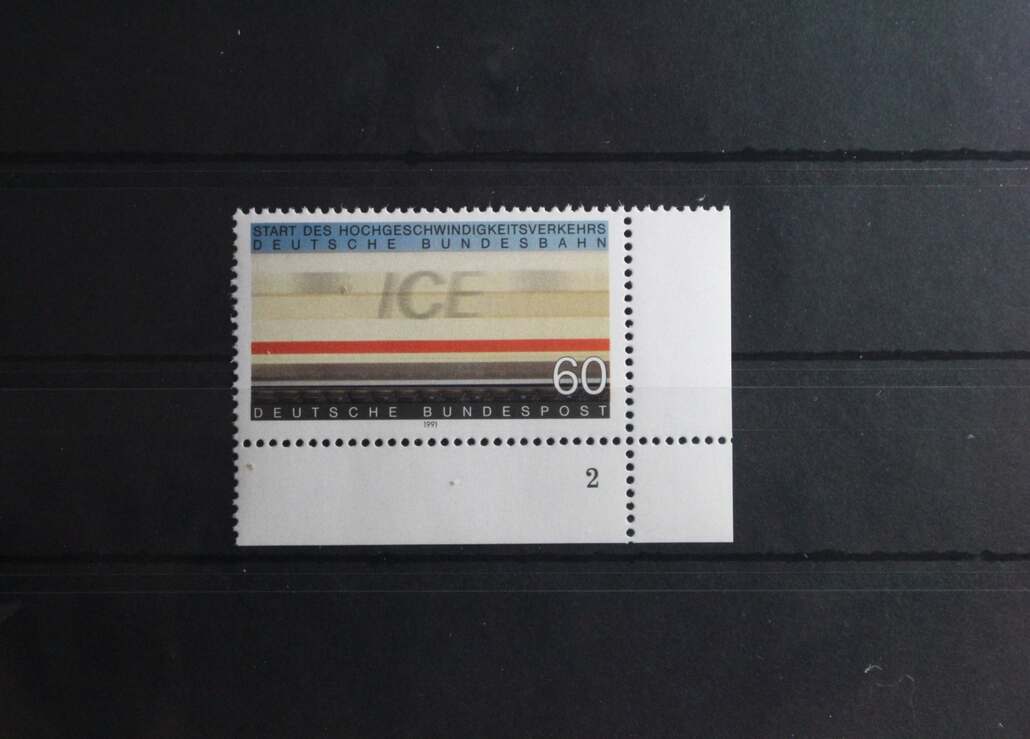 START DES HOCHGESCHWINDIGKEITSVERKEHRS
DEUTSCHE BUNDESBAHN
ICE
60
DEUTSCHE BUNDESPOST
1991
2